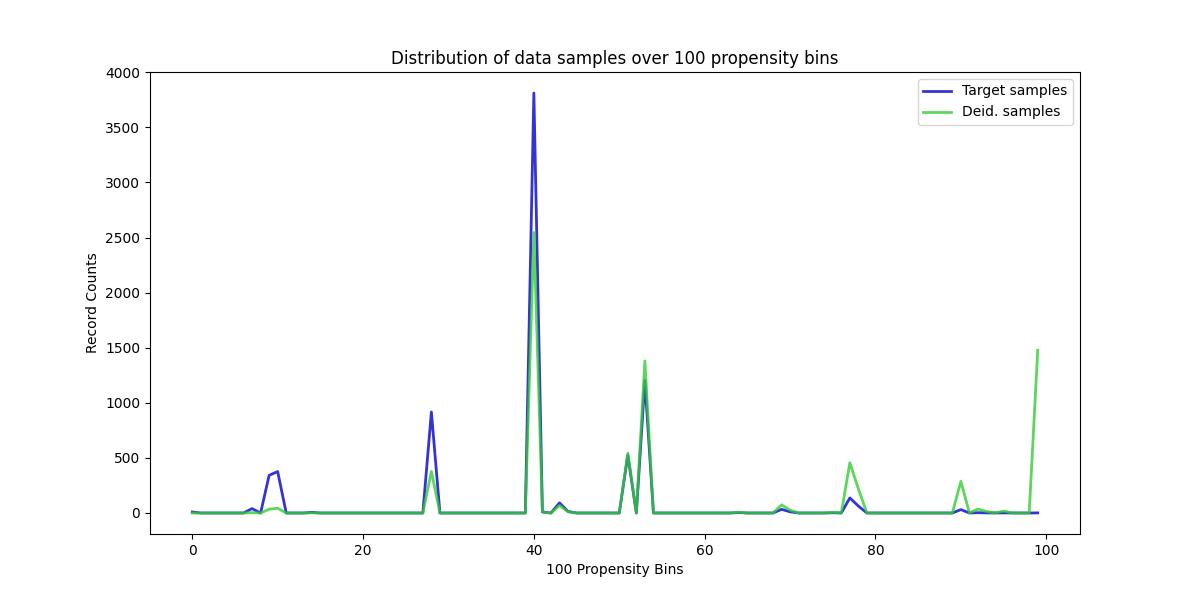 Distribution of data samples over 100 propensity bins
Target samples
Deid. samples
Record Counts
4000
3500
3000
2500
2000
1500
1000
500
0
0 20 40 60 80 100
100 Propensity Bins